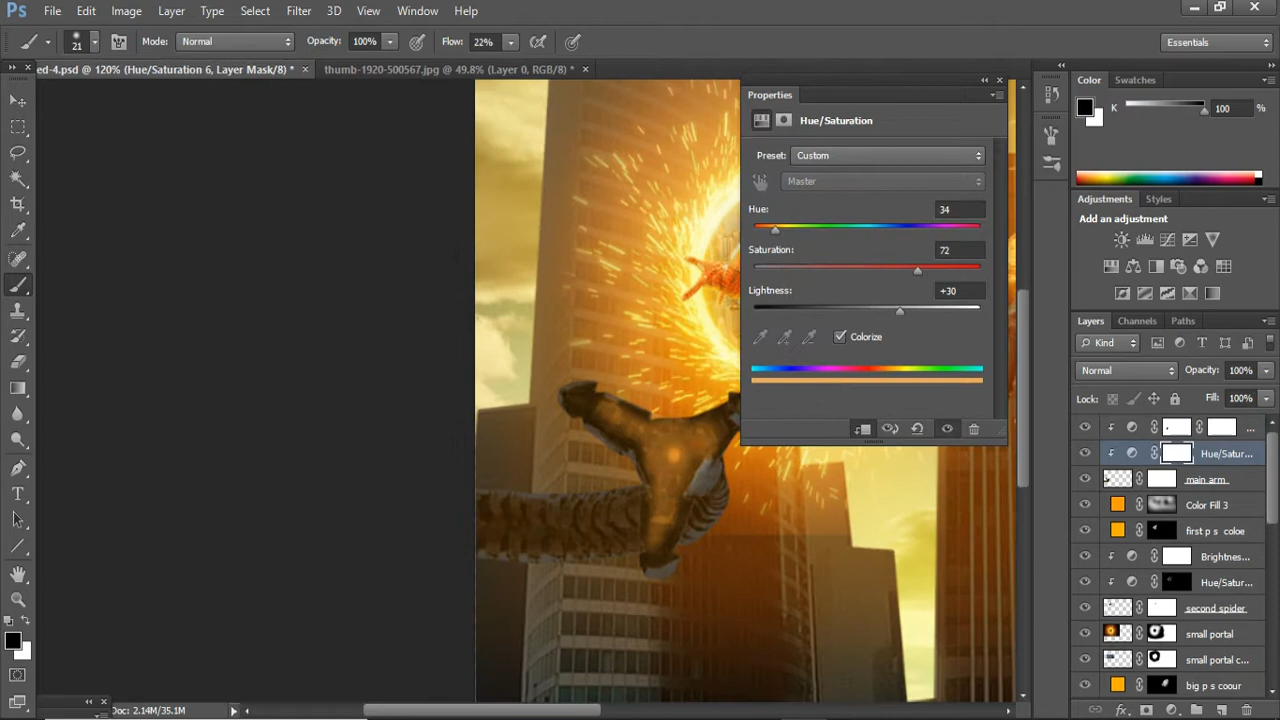 Ps File Edit Image Layer Type Select Filter 3D View Window Help
21 Mode: Normal Opacity: 100% Flow: 22% Essentials
ed-4.psd @ 120% (Hue/Saturation 6, Layer Mask/8) * × thumb-1920-500567.jpg @ 49.8% (Layer 0, RGB/8) * ×
Properties
Hue/Saturation
Preset: Custom
Master
Hue: 34
Saturation: 72
Lightness: +30
Colorize
Color Swatches
K 100 %
Adjustments Styles
Add an adjustment
Layers Channels Paths
Kind
Normal Opacity: 100%
Lock: Fill: 100%
...
Hue/Satur...
main arm
Color Fill 3
first p s coloe
Brightnes...
Hue/Satur...
second spider
small portal
small portal c...
big p s coour
Doc: 2.14M/35.1M